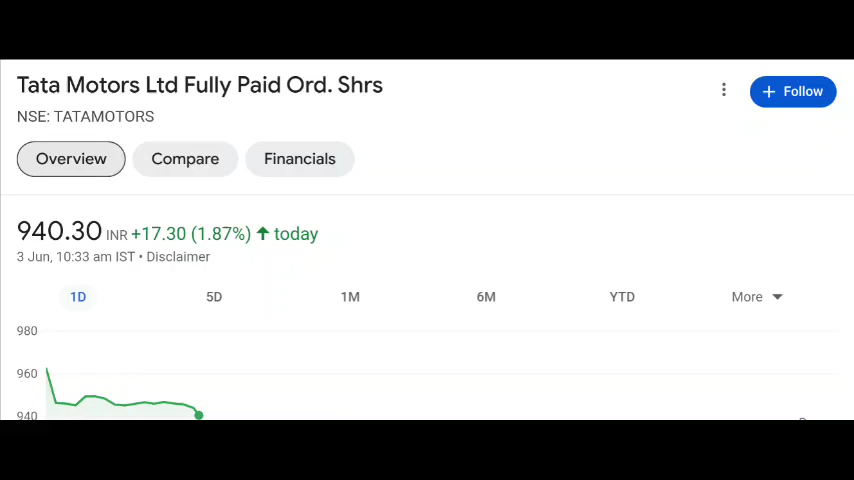 Tata Motors Ltd Fully Paid Ord. Shrs
+ Follow
NSE: TATAMOTORS
Overview Compare Financials
940.30 INR +17.30 (1.87%) ↑ today
3 Jun, 10:33 am IST • Disclaimer
1D 5D 1M 6M YTD More
980
960
940